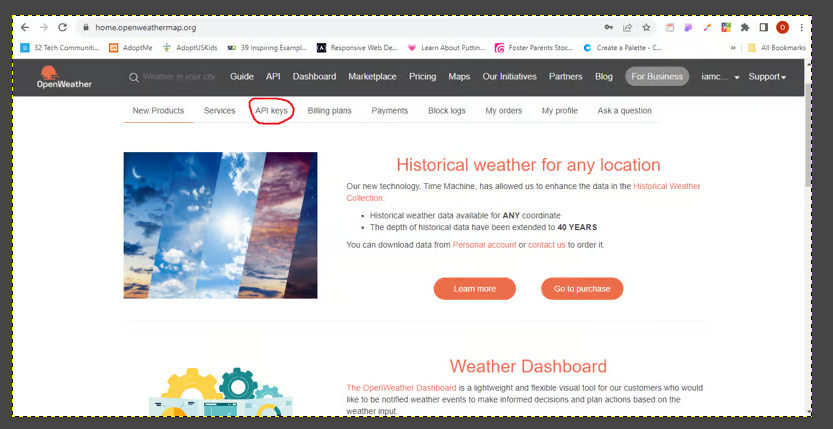 home.openweathermap.org
32 Tech Communiti...
AdoptMe
AdoptUSKids
39 Inspiring Exampl...
Responsive Web De...
Learn About Puttin...
Foster Parents Stoc...
Create a Palette - C...
»
All Bookmarks
OpenWeather
Weather in your city
Guide
API
Dashboard
Marketplace
Pricing
Maps
Our Initiatives
Partners
Blog
For Business
iamc...
Support
New Products
Services
API keys
Billing plans
Payments
Block logs
My orders
My profile
Ask a question
Historical weather for any location
Our new technology, Time Machine, has allowed us to enhance the data in the Historical Weather
Collection.
• Historical weather data available for ANY coordinate
• The depth of historical data have been extended to 40 YEARS
You can download data from Personal account or contact us to order it.
Learn more
Go to purchase
Weather Dashboard
The OpenWeather Dashboard is a lightweight and flexible visual tool for our customers who would
like to be notified weather events to make informed decisions and plan actions based on the
weather input.